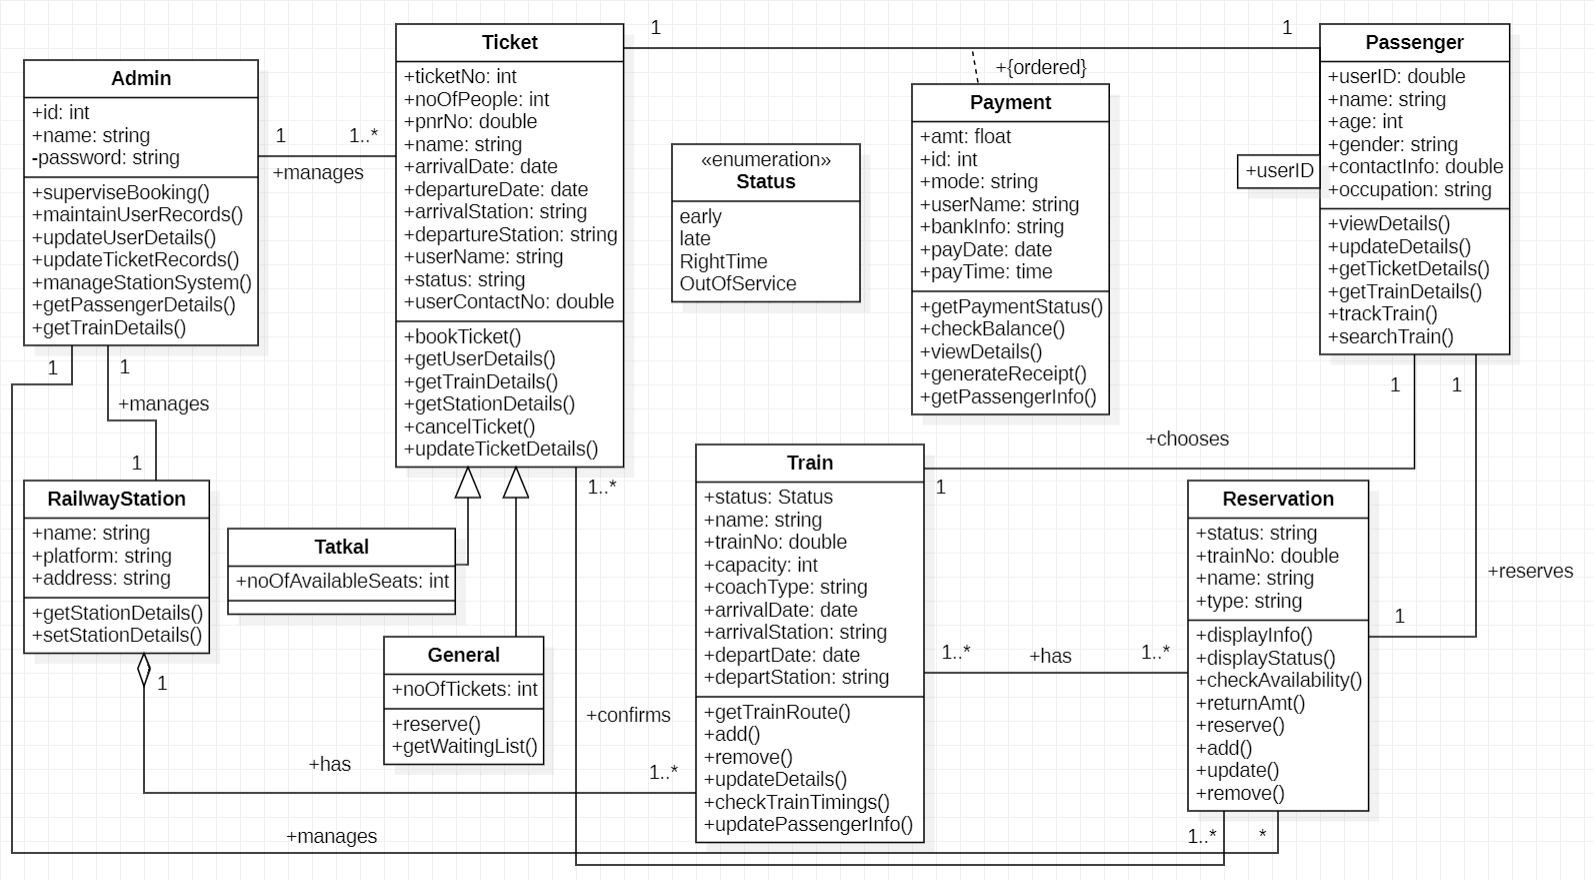 Admin
+id: int
+name: string
-password: string
+superviseBooking()
+maintainUserRecords()
+updateUserDetails()
+updateTicketRecords()
+manageStationSystem()
+getPassengerDetails()
+getTrainDetails()
1
1..*
+manages
Ticket
+ticketNo: int
+noOfPeople: int
+pnrNo: double
+name: string
+arrivalDate: date
+departureDate: date
+arrivalStation: string
+departureStation: string
+userName: string
+status: string
+userContactNo: double
+bookTicket()
+getUserDetails()
+getTrainDetails()
+getStationDetails()
+cancelTicket()
+updateTicketDetails()
1
1
+{ordered}
«enumeration»
Status
early
late
RightTime
OutOfService
Payment
+amt: float
+id: int
+mode: string
+userName: string
+bankInfo: string
+payDate: date
+payTime: time
+getPaymentStatus()
+checkBalance()
+viewDetails()
+generateReceipt()
+getPassengerInfo()
Passenger
+userID: double
+name: string
+age: int
+gender: string
+contactInfo: double
+occupation: string
+viewDetails()
+updateDetails()
+getTicketDetails()
+getTrainDetails()
+trackTrain()
+searchTrain()
+userID
1
1
+manages
1
RailwayStation
+name: string
+platform: string
+address: string
+getStationDetails()
+setStationDetails()
1
Tatkal
+noOfAvailableSeats: int
General
+noOfTickets: int
+reserve()
+getWaitingList()
1..*
+confirms
+has
1..*
Train
+status: Status
+name: string
+trainNo: double
+capacity: int
+coachType: string
+arrivalDate: date
+arrivalStation: string
+departDate: date
+departStation: string
+getTrainRoute()
+add()
+remove()
+updateDetails()
+checkTrainTimings()
+updatePassengerInfo()
1
1
+chooses
1
+reserves
1
1..*
+has
1..*
Reservation
+status: string
+trainNo: double
+name: string
+type: string
+displayInfo()
+displayStatus()
+checkAvailability()
+returnAmt()
+reserve()
+add()
+update()
+remove()
+manages
1..*
*